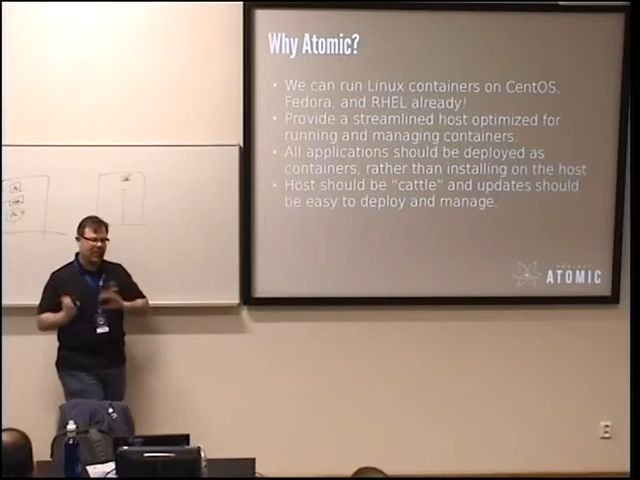 Why Atomic?
• We can run Linux containers on CentOS,
Fedora, and RHEL already!
• Provide a streamlined host optimized for
running and managing containers.
• All applications should be deployed as
containers, rather than installing on the host.
• Host should be “cattle” and updates should
be easy to deploy and manage.
PROJECT
ATOMIC